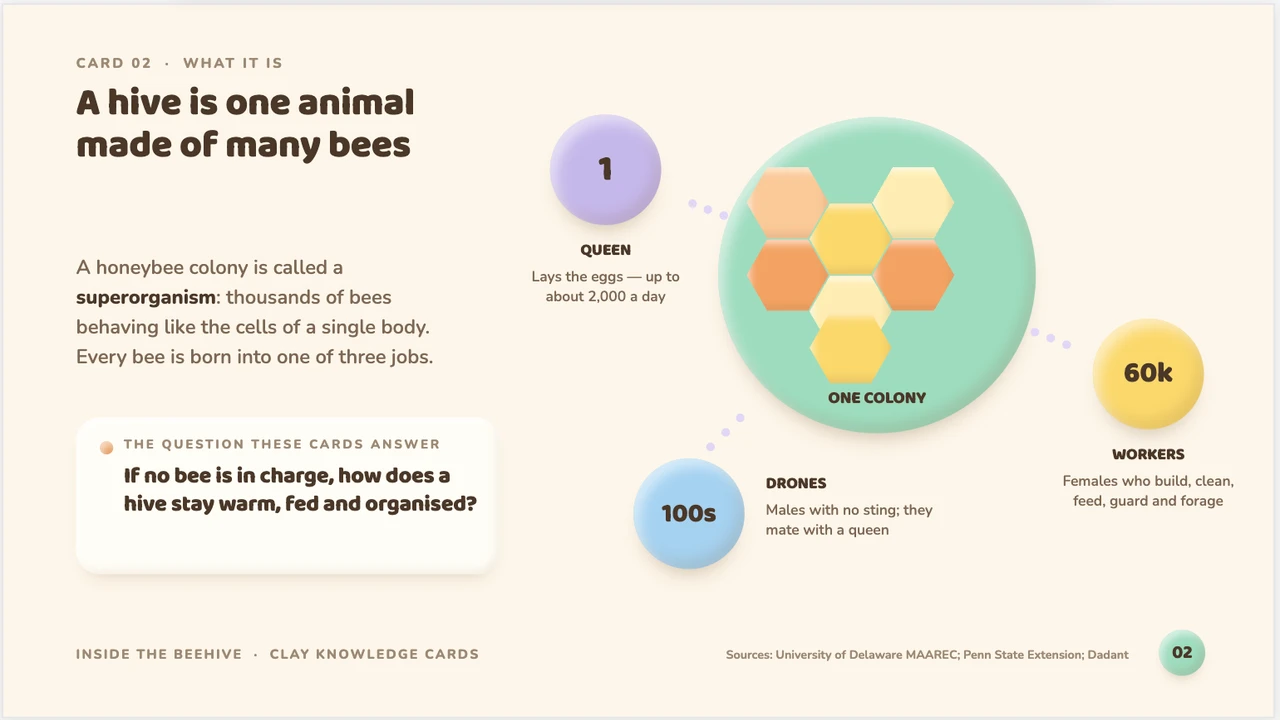 CARD 02 · WHAT IT IS
A hive is one animal
made of many bees
A honeybee colony is called a
superorganism: thousands of bees
behaving like the cells of a single body.
Every bee is born into one of three jobs.
THE QUESTION THESE CARDS ANSWER
If no bee is in charge, how does a
hive stay warm, fed and organised?
1
QUEEN
Lays the eggs — up to
about 2,000 a day
ONE COLONY
60k
WORKERS
Females who build, clean,
feed, guard and forage
100s
DRONES
Males with no sting; they
mate with a queen
INSIDE THE BEEHIVE · CLAY KNOWLEDGE CARDS
Sources: University of Delaware MAAREC; Penn State Extension; Dadant
02